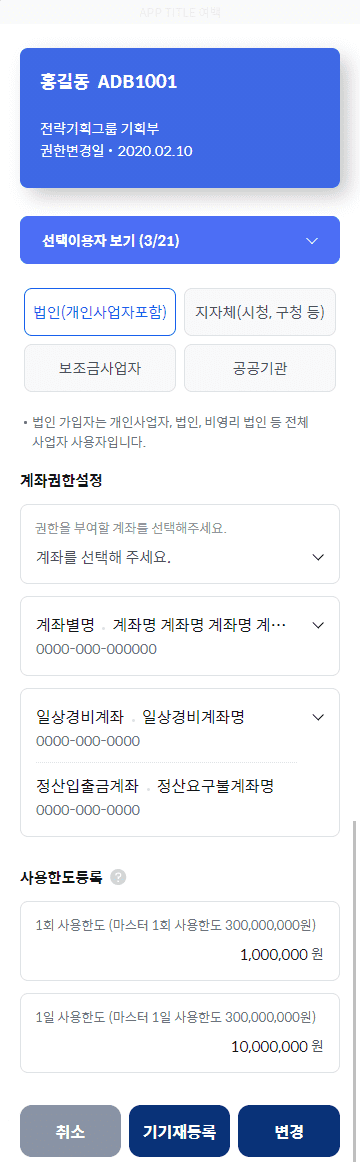 APP TITLE 여백
홍길동 ADB1001
전략기획그룹 기획부
권한변경일 • 2020.02.10
선택이용자 보기 (3/21)
법인(개인사업자포함) 지자체(시청, 구청 등)
보조금사업자 공공기관
• 법인 가입자는 개인사업자, 법인, 비영리 법인 등 전체
사업자 사용자입니다.
계좌권한설정
권한을 부여할 계좌를 선택해주세요.
계좌를 선택해 주세요.
계좌별명 . 계좌명 계좌명 계좌명 계…
0000-000-000000
일상경비계좌 . 일상경비계좌명
0000-000-0000
정산입출금계좌 . 정산요구불계좌명
0000-000-0000
사용한도등록 ?
1회 사용한도 (마스터 1회 사용한도 300,000,000원)
1,000,000 원
1일 사용한도 (마스터 1일 사용한도 300,000,000원)
10,000,000 원
취소 기기재등록 변경